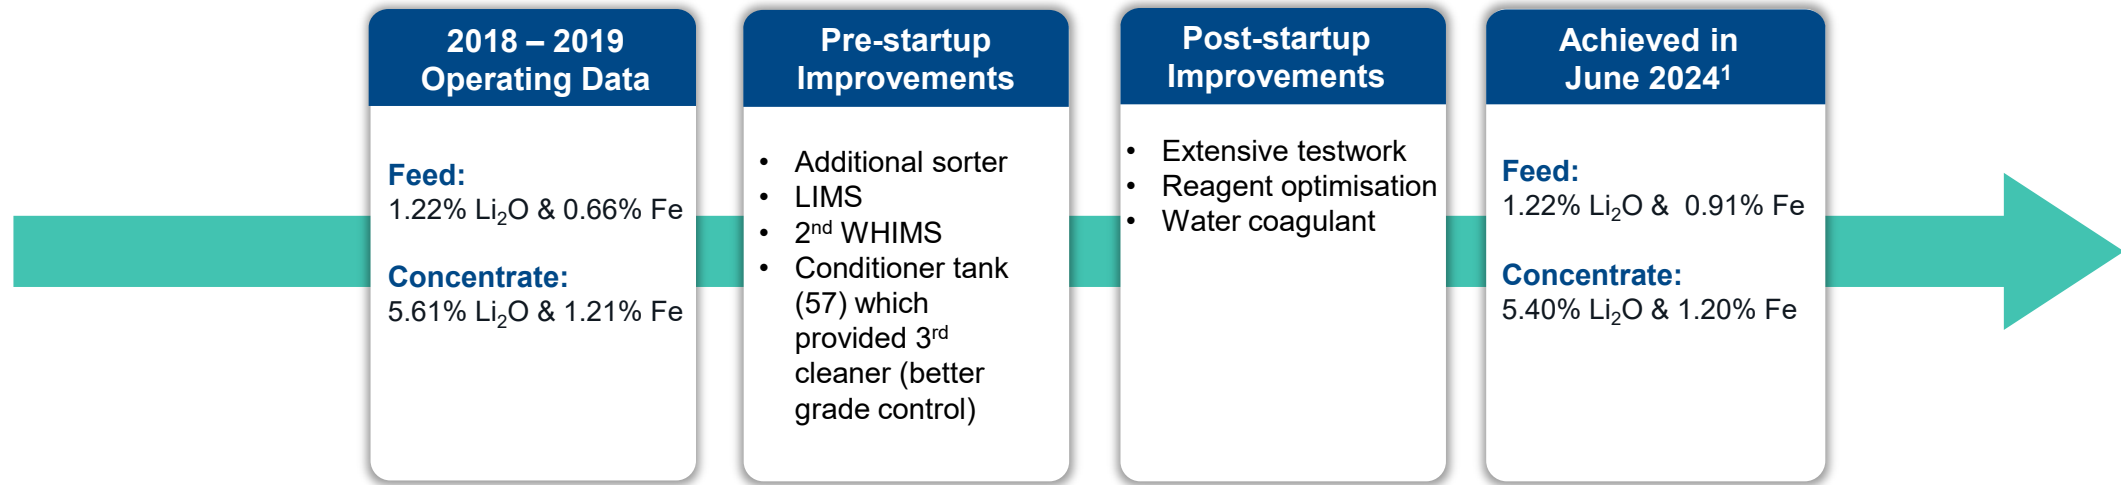 2018 – 2019
Operating Data
Feed:
1.22% Li₂O & 0.66% Fe
Concentrate:
5.61% Li₂O & 1.21% Fe
Pre-startup
Improvements
• Additional sorter
• LIMS
• 2ⁿᵈ WHIMS
• Conditioner tank
(57) which
provided 3ʳᵈ
cleaner (better
grade control)
Post-startup
Improvements
• Extensive testwork
• Reagent optimisation
• Water coagulant
Achieved in
June 2024¹
Feed:
1.22% Li₂O & 0.91% Fe
Concentrate:
5.40% Li₂O & 1.20% Fe